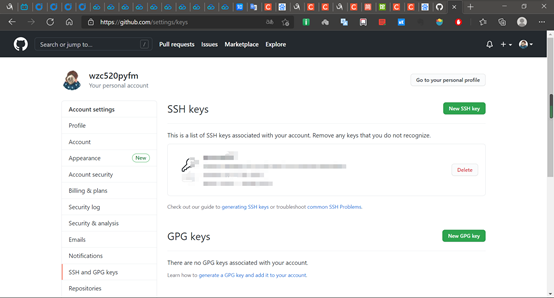 https://github.com/settings/keys
Search or jump to...
/
Pull requests
Issues
Marketplace
Explore
wzc520pyfm
Your personal account
Go to your personal profile
Account settings
Profile
Account
Appearance
New
Account security
Billing & plans
Security log
Security & analysis
Emails
Notifications
SSH and GPG keys
Repositories
SSH keys
New SSH key
This is a list of SSH keys associated with your account. Remove any keys that you do not recognize.
Delete
Check out our guide to generating SSH keys or troubleshoot common SSH Problems.
GPG keys
New GPG key
There are no GPG keys associated with your account.
Learn how to generate a GPG key and add it to your account.